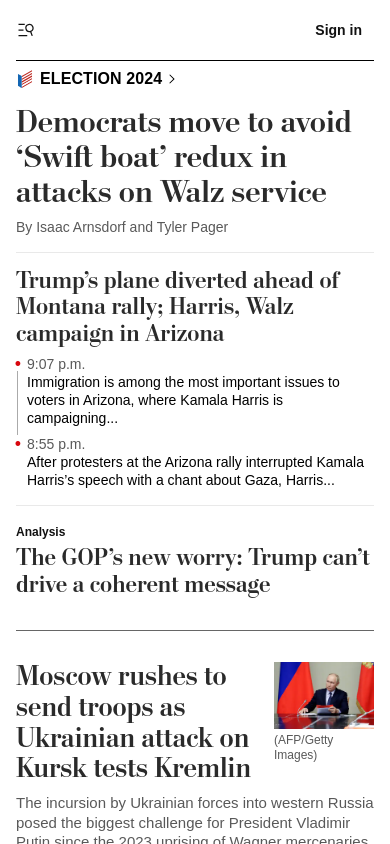 Sign in
ELECTION 2024
Democrats move to avoid
‘Swift boat’ redux in
attacks on Walz service
By Isaac Arnsdorf and Tyler Pager
Trump’s plane diverted ahead of
Montana rally; Harris, Walz
campaign in Arizona
9:07 p.m.
Immigration is among the most important issues to
voters in Arizona, where Kamala Harris is
campaigning...
8:55 p.m.
After protesters at the Arizona rally interrupted Kamala
Harris’s speech with a chant about Gaza, Harris...
Analysis
The GOP’s new worry: Trump can’t
drive a coherent message
Moscow rushes to
send troops as
Ukrainian attack on
Kursk tests Kremlin
(AFP/Getty
Images)
The incursion by Ukrainian forces into western Russia
posed the biggest challenge for President Vladimir
Putin since the 2023 uprising of Wagner mercenaries